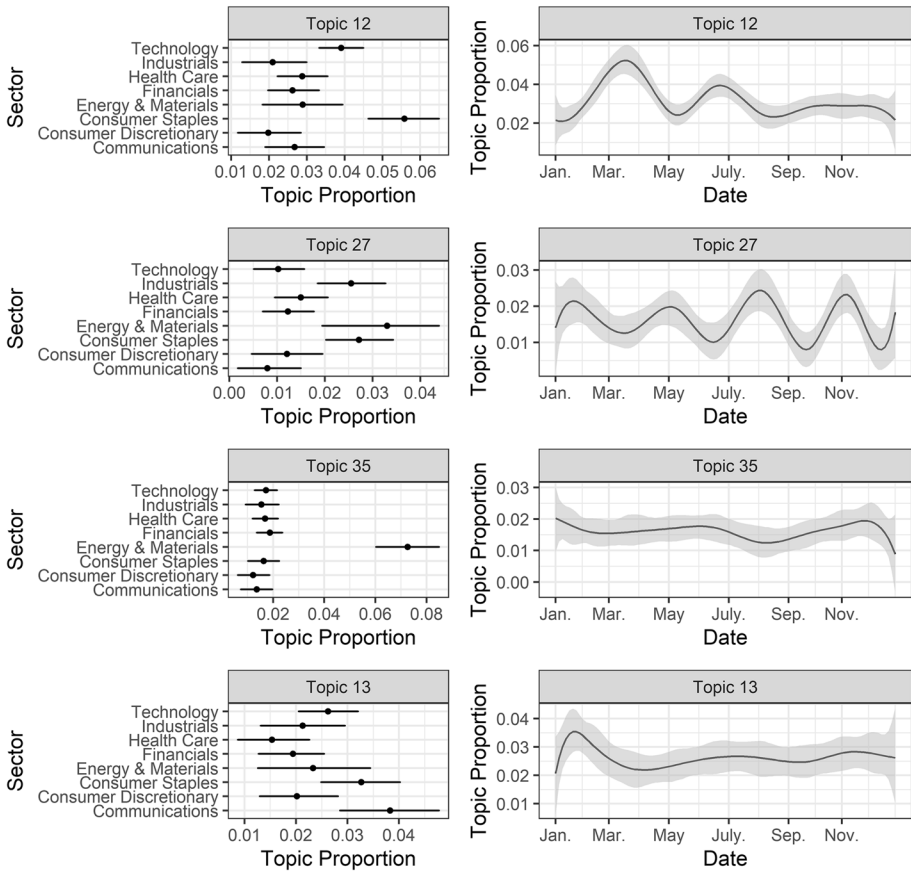 Topic 12
Sector
Technology
Industrials
Health Care
Financials
Energy & Materials
Consumer Staples
Consumer Discretionary
Communications
0.01 0.02 0.03 0.04 0.05 0.06
Topic Proportion
Topic 12
Topic Proportion
0.06
0.04
0.02
Jan. Mar. May July. Sep. Nov.
Date
Topic 27
Sector
Technology
Industrials
Health Care
Financials
Energy & Materials
Consumer Staples
Consumer Discretionary
Communications
0.00 0.01 0.02 0.03 0.04
Topic Proportion
Topic 27
Topic Proportion
0.03
0.02
0.01
Jan. Mar. May July. Sep. Nov.
Date
Topic 35
Sector
Technology
Industrials
Health Care
Financials
Energy & Materials
Consumer Staples
Consumer Discretionary
Communications
0.02 0.04 0.06 0.08
Topic Proportion
Topic 35
Topic Proportion
0.03
0.02
0.01
0.00
Jan. Mar. May July. Sep. Nov.
Date
Topic 13
Sector
Technology
Industrials
Health Care
Financials
Energy & Materials
Consumer Staples
Consumer Discretionary
Communications
0.01 0.02 0.03 0.04
Topic Proportion
Topic 13
Topic Proportion
0.04
0.03
0.02
0.01
Jan. Mar. May July. Sep. Nov.
Date